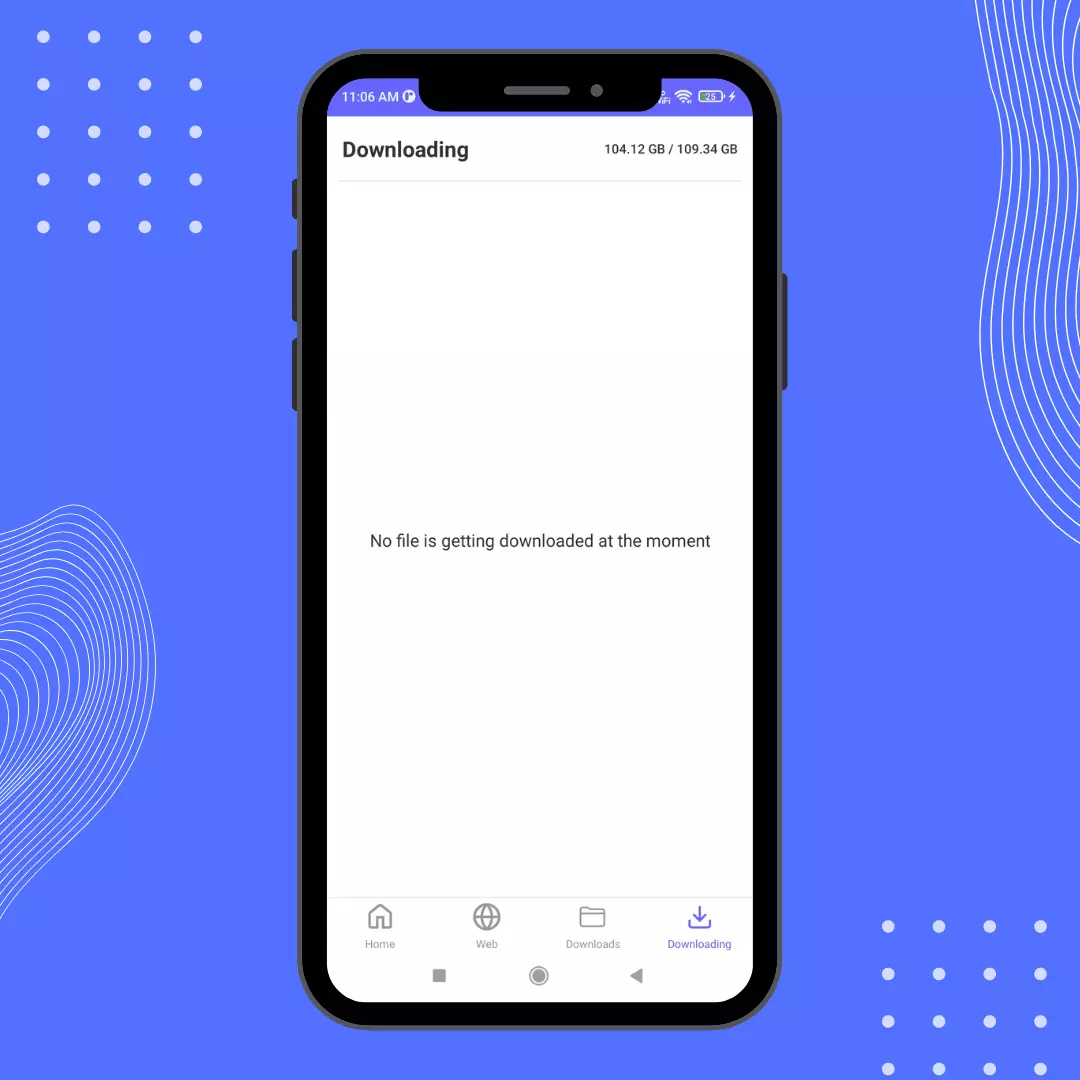 11:06 AM
25
Downloading
104.12 GB / 109.34 GB
No file is getting downloaded at the moment
Home
Web
Downloads
Downloading